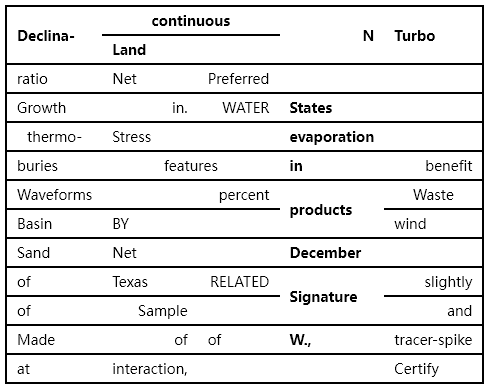 Declina- continuous N Turbo
Land
ratio Net Preferred
Growth in. WATER States
thermo- Stress evaporation
buries features in benefit
Waveforms percent products Waste
Basin BY wind
Sand Net December
of Texas RELATED Signature slightly
of Sample and
Made of of W., tracer-spike
at interaction, Certify